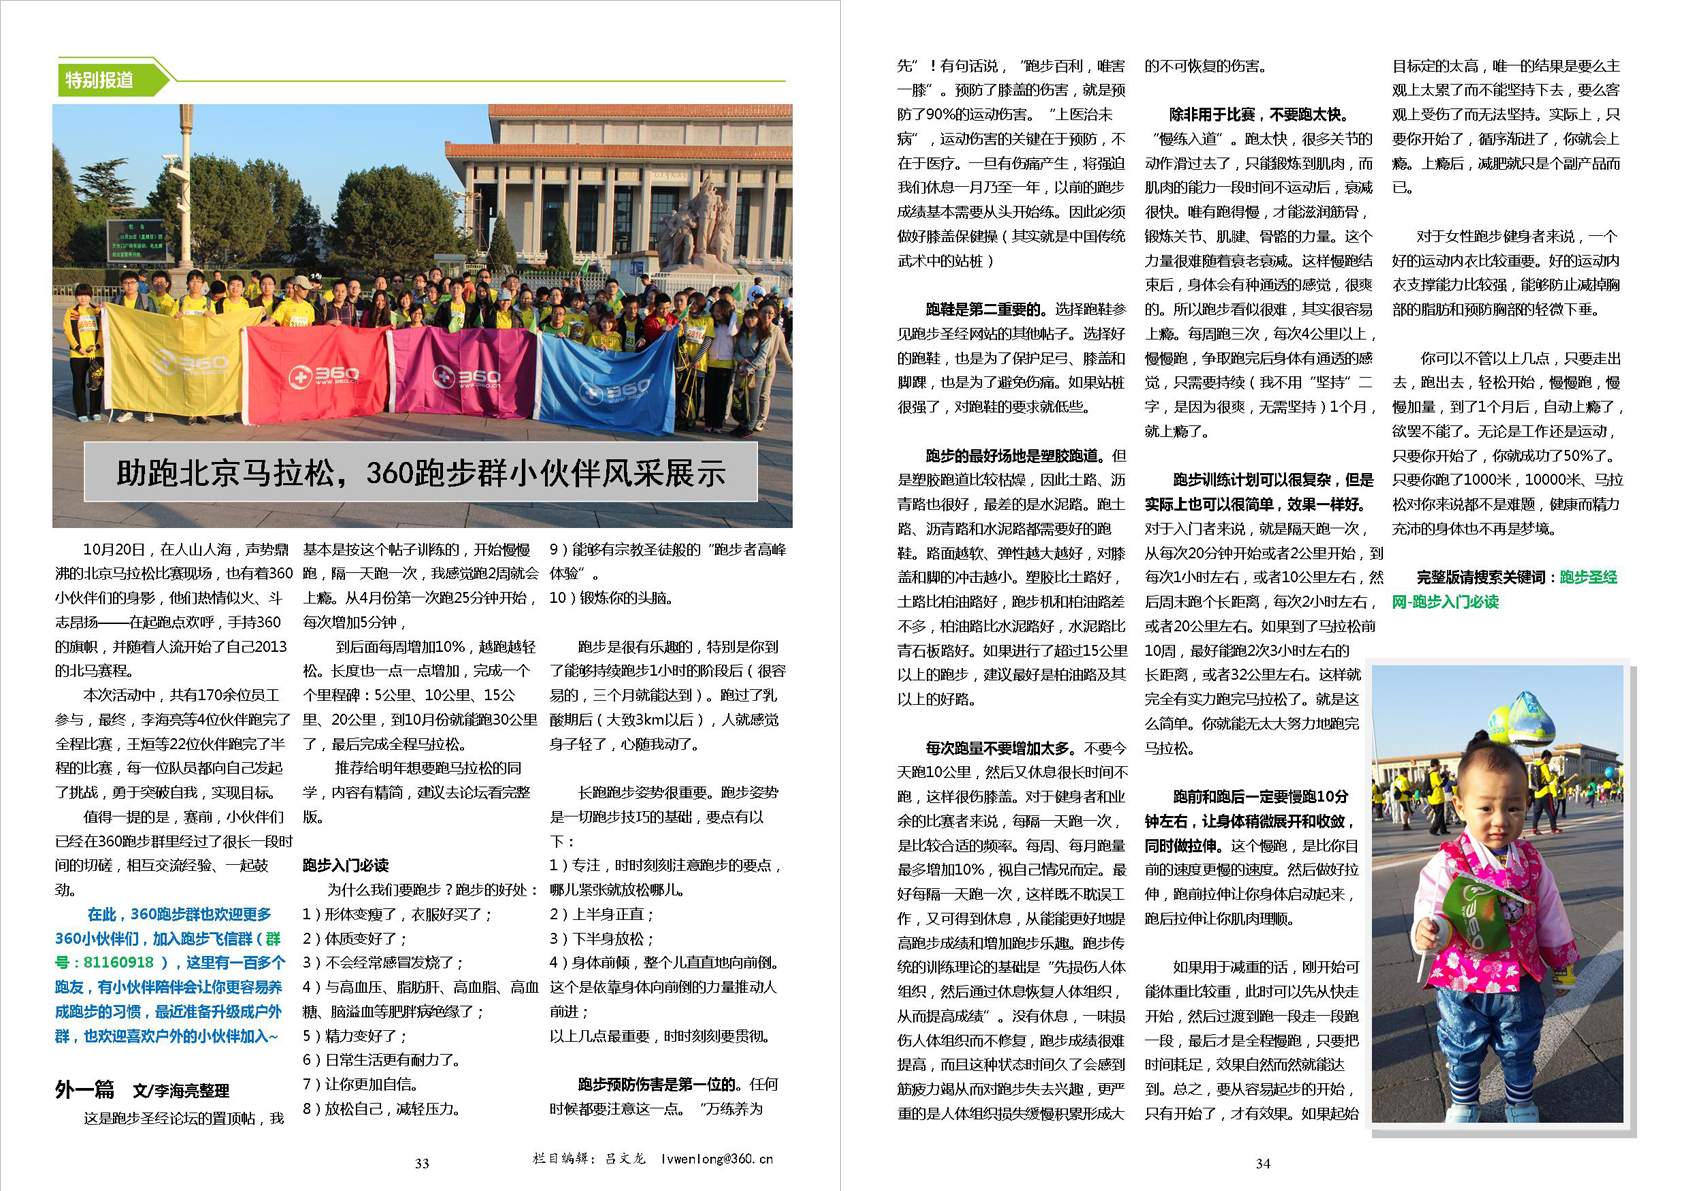 特别报道
360
www.360.cn
360
www.360.cn
360
www.360.cn
360
www.360.cn
助跑北京马拉松，360跑步群小伙伴风采展示
10月20日，在人山人海，声势鼎
沸的北京马拉松比赛现场，也有着360
小伙伴们的身影，他们热情似火、斗
志昂扬——在起跑点欢呼，手持360
的旗帜，并随着人流开始了自己2013
的北马赛程。
本次活动中，共有170余位员工
参与，最终，李海亮等4位伙伴跑完了
全程比赛，王烜等22位伙伴跑完了半
程的比赛，每一位队员都向自己发起
了挑战，勇于突破自我，实现目标。
值得一提的是，赛前，小伙伴们
已经在360跑步群里经过了很长一段时
间的切磋，相互交流经验、一起鼓
劲。
在此，360跑步群也欢迎更多
360小伙伴们，加入跑步飞信群（群
号：81160918 ），这里有一百多个
跑友，有小伙伴陪伴会让你更容易养
成跑步的习惯，最近准备升级成户外
群，也欢迎喜欢户外的小伙伴加入~
外一篇 文/李海亮整理
这是跑步圣经论坛的置顶帖，我
基本是按这个帖子训练的，开始慢慢
跑，隔一天跑一次，我感觉跑2周就会
上瘾。从4月份第一次跑25分钟开始，
每次增加5分钟，
到后面每周增加10%，越跑越轻
松。长度也一点一点增加，完成一个
个里程碑：5公里、10公里、15公
里、20公里，到10月份就能跑30公里
了，最后完成全程马拉松。
推荐给明年想要跑马拉松的同
学，内容有精简，建议去论坛看完整
版。
跑步入门必读
为什么我们要跑步？跑步的好处：
1）形体变瘦了，衣服好买了；
2）体质变好了；
3）不会经常感冒发烧了；
4）与高血压、脂肪肝、高血脂、高血
糖、脑溢血等肥胖病绝缘了；
5）精力变好了；
6）日常生活更有耐力了。
7）让你更加自信。
8）放松自己，减轻压力。
9）能够有宗教圣徒般的“跑步者高峰
体验”。
10）锻炼你的头脑。
跑步是很有乐趣的，特别是你到
了能够持续跑步1小时的阶段后（很容
易的，三个月就能达到）。跑过了乳
酸期后（大致3km以后），人就感觉
身子轻了，心随我动了。
长跑跑步姿势很重要。跑步姿势
是一切跑步技巧的基础，要点有以
下：
1）专注，时时刻刻注意跑步的要点，
哪儿紧张就放松哪儿。
2）上半身正直；
3）下半身放松；
4）身体前倾，整个儿直直地向前倒。
这个是依靠身体向前倒的力量推动人
前进；
以上几点最重要，时时刻刻要贯彻。
跑步预防伤害是第一位的。任何
时候都要注意这一点。“万练养为
33
栏目编辑：吕文龙 lvwenlong@360.cn
先”！有句话说，“跑步百利，唯害
一膝”。预防了膝盖的伤害，就是预
防了90%的运动伤害。“上医治未
病”，运动伤害的关键在于预防，不
在于医疗。一旦有伤痛产生，将强迫
我们休息一月乃至一年，以前的跑步
成绩基本需要从头开始练。因此必须
做好膝盖保健操（其实就是中国传统
武术中的站桩）
跑鞋是第二重要的。选择跑鞋参
见跑步圣经网站的其他帖子。选择好
的跑鞋，也是为了保护足弓、膝盖和
脚踝，也是为了避免伤痛。如果站桩
很强了，对跑鞋的要求就低些。
跑步的最好场地是塑胶跑道。但
是塑胶跑道比较枯燥，因此土路、沥
青路也很好，最差的是水泥路。跑土
路、沥青路和水泥路都需要好的跑
鞋。路面越软、弹性越大越好，对膝
盖和脚的冲击越小。塑胶比土路好，
土路比柏油路好，跑步机和柏油路差
不多，柏油路比水泥路好，水泥路比
青石板路好。如果进行了超过15公里
以上的跑步，建议最好是柏油路及其
以上的好路。
每次跑量不要增加太多。不要今
天跑10公里，然后又休息很长时间不
跑，这样很伤膝盖。对于健身者和业
余的比赛者来说，每隔一天跑一次，
是比较合适的频率。每周、每月跑量
最多增加10%，视自己情况而定。最
好每隔一天跑一次，这样既不耽误工
作，又可得到休息，从能能更好地提
高跑步成绩和增加跑步乐趣。跑步传
统的训练理论的基础是“先损伤人体
组织，然后通过休息恢复人体组织，
从而提高成绩”。没有休息，一味损
伤人体组织而不修复，跑步成绩很难
提高，而且这种状态时间久了会感到
筋疲力竭从而对跑步失去兴趣，更严
重的是人体组织损失缓慢积累形成大
的不可恢复的伤害。
除非用于比赛，不要跑太快。
“慢练入道”。跑太快，很多关节的
动作滑过去了，只能鍛炼到肌肉，而
肌肉的能力一段时间不运动后，衰减
很快。唯有跑得慢，才能滋润筋骨，
锻炼关节、肌腱、骨骼的力量。这个
力量很难随着衰老衰减。这样慢跑结
束后，身体会有种通透的感觉，很爽
的。所以跑步看似很难，其实很容易
上瘾。每周跑三次，每次4公里以上，
慢慢跑，争取跑完后身体有通透的感
觉，只需要持续（我不用“坚持”二
字，是因为很爽，无需坚持）1个月，
就上瘾了。
跑步训练计划可以很复杂，但是
实际上也可以很简单，效果一样好。
对于入门者来说，就是隔天跑一次，
从每次20分钟开始或者2公里开始，到
每次1小时左右，或者10公里左右，然
后周末跑个长距离，每次2小时左右，
或者20公里左右。如果到了马拉松前
10周，最好能跑2次3小时左右的
长距离，或者32公里左右。这样就
完全有实力跑完马拉松了。就是这
么简单。你就能无太大努力地跑完
马拉松。
跑前和跑后一定要慢跑10分
钟左右，让身体稍微展开和收敛，
同时做拉伸。这个慢跑，是比你目
前的速度更慢的速度。然后做好拉
伸，跑前拉伸让你身体启动起来，
跑后拉伸让你肌肉理顺。
如果用于减重的话，刚开始可
能体重比较重，此时可以先从快走
开始，然后过渡到跑一段走一段跑
一段，最后才是全程慢跑，只要把
时间耗足，效果自然而然就能达
到。总之，要从容易起步的开始，
只有开始了，才有效果。如果起始
目标定的太高，唯一的结果是要么主
观上太累了而不能坚持下去，要么客
观上受伤了而无法坚持。实际上，只
要你开始了，循序渐进了，你就会上
瘾。上瘾后，减肥就只是个副产品而
已。
对于女性跑步健身者来说，一个
好的运动内衣比较重要。好的运动内
衣支撑能力比较强，能够防止减掉胸
部的脂肪和预防胸部的轻微下垂。
你可以不管以上几点，只要走出
去，跑出去，轻松开始，慢慢跑，慢
慢加量，到了1个月后，自动上瘾了，
欲罢不能了。无论是工作还是运动，
只要你开始了，你就成功了50%了。
只要你跑了1000米，10000米、马拉
松对你来说都不是难题，健康而精力
充沛的身体也不再是梦境。
完整版请搜索关键词：跑步圣经
网-跑步入门必读
360
34